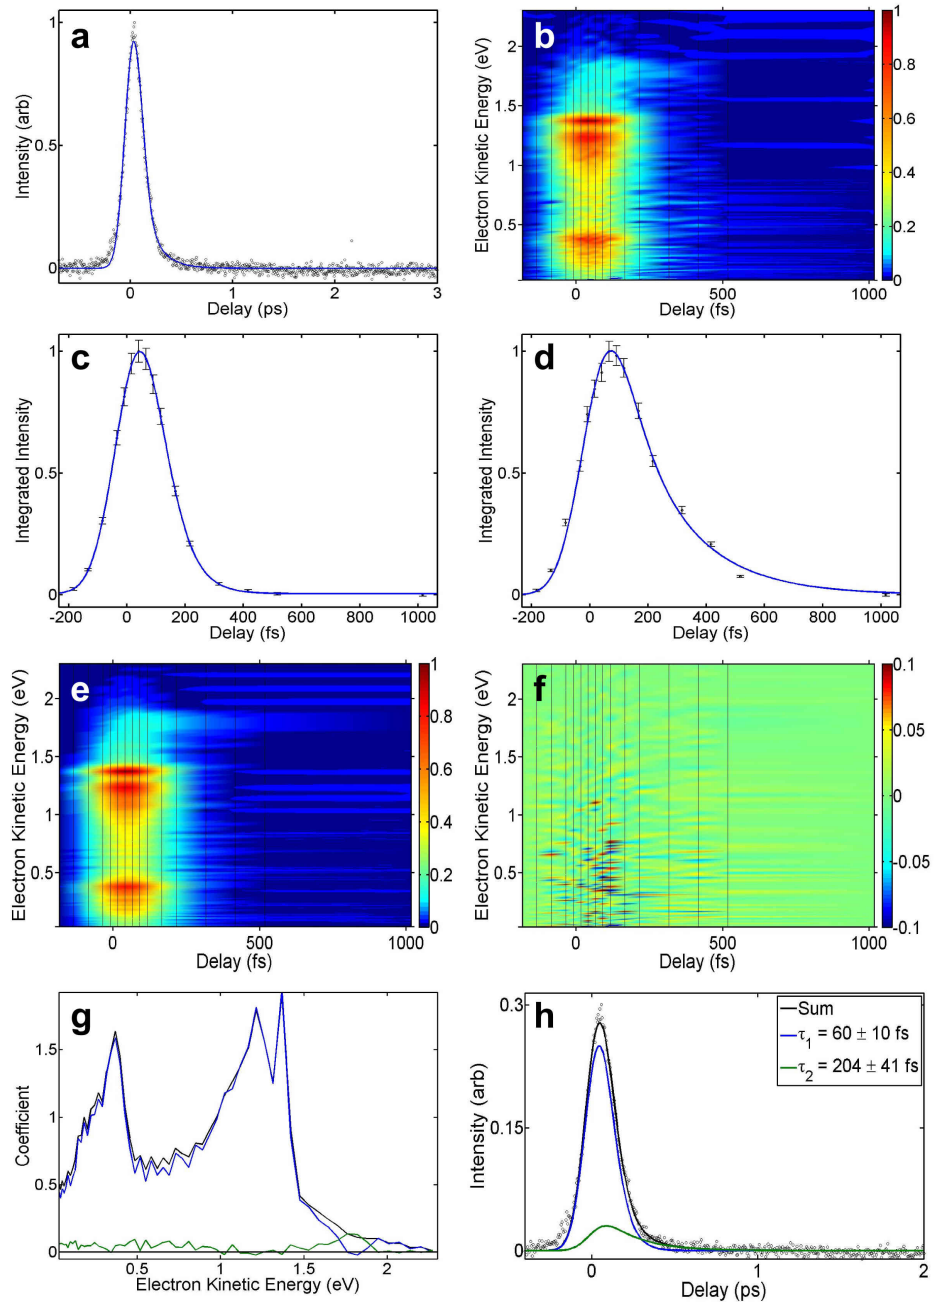 a
Intensity (arb)
1
0.5
0
0
1
2
3
Delay (ps)
b
Electron Kinetic Energy (eV)
2
1.5
1
0.5
0
500
1000
Delay (fs)
1
0.8
0.6
0.4
0.2
0
c
Integrated Intensity
1
0.5
0
-200
0
200
400
600
800
1000
Delay (fs)
d
Integrated Intensity
1
0.5
0
-200
0
200
400
600
800
1000
Delay (fs)
e
Electron Kinetic Energy (eV)
2
1.5
1
0.5
0
500
1000
Delay (fs)
1
0.8
0.6
0.4
0.2
0
f
Electron Kinetic Energy (eV)
2
1.5
1
0.5
0
500
1000
Delay (fs)
0.1
0.05
0
-0.05
-0.1
g
Coefficient
1.5
1
0.5
0
0.5
1
1.5
2
Electron Kinetic Energy (eV)
h
Intensity (arb)
0.3
0.15
0
0
1
2
Delay (ps)
Sum
τ₁ = 60 ± 10 fs
τ₂ = 204 ± 41 fs